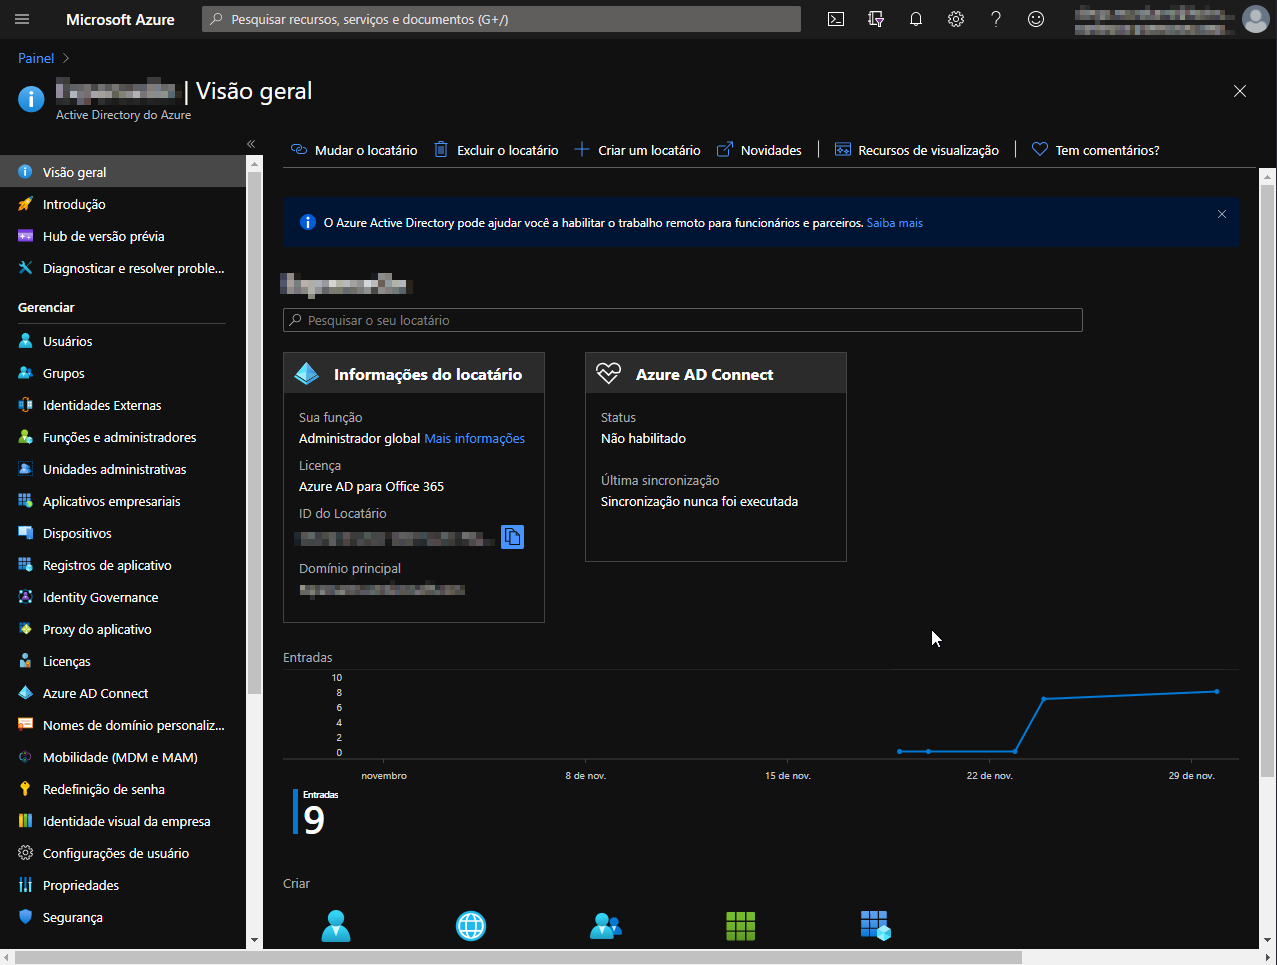 Microsoft Azure
Pesquisar recursos, serviços e documentos (G+/)
Painel
| Visão geral
Active Directory do Azure
Mudar o locatário
Excluir o locatário
Criar um locatário
Novidades
Recursos de visualização
Tem comentários?
Visão geral
Introdução
Hub de versão prévia
Diagnosticar e resolver proble...
Gerenciar
Usuários
Grupos
Identidades Externas
Funções e administradores
Unidades administrativas
Aplicativos empresariais
Dispositivos
Registros de aplicativo
Identity Governance
Proxy do aplicativo
Licenças
Azure AD Connect
Nomes de domínio personaliz...
Mobilidade (MDM e MAM)
Redefinição de senha
Identidade visual da empresa
Configurações de usuário
Propriedades
Segurança
O Azure Active Directory pode ajudar você a habilitar o trabalho remoto para funcionários e parceiros. Saiba mais
Pesquisar o seu locatário
Informações do locatário
Sua função
Administrador global Mais informações
Licença
Azure AD para Office 365
ID do Locatário
Domínio principal
Azure AD Connect
Status
Não habilitado
Última sincronização
Sincronização nunca foi executada
Entradas
10
8
6
4
2
0
novembro
8 de nov.
15 de nov.
22 de nov.
29 de nov.
Entradas
9
Criar